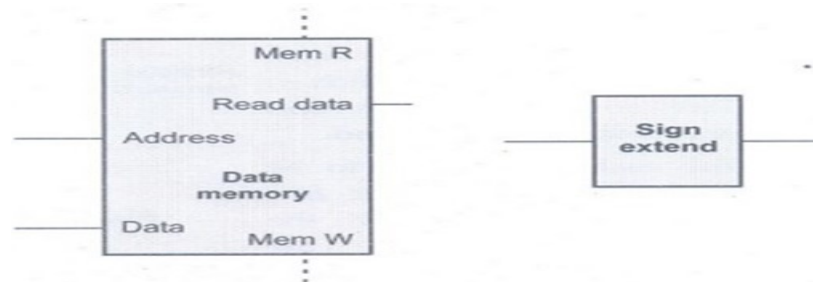 Mem R
Read data
Address
Data
memory
Data
Mem W
Sign
extend